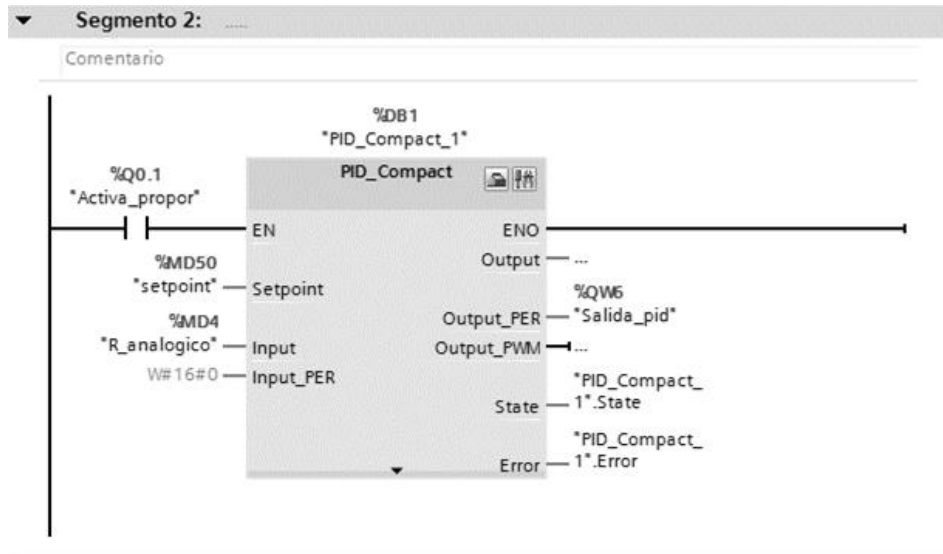 Segmento 2: .....
Comentario
%DB1
"PID_Compact_1"
PID_Compact
%Q0.1
"Activa_propor"
EN
ENO
%MD50
"setpoint"
Setpoint
Output
...
%MD4
"R_analogico"
Input
%QW6
"Salida_pid"
Output_PER
Output_PWM
...
W#16#0
Input_PER
"PID_Compact_
1".State
State
"PID_Compact_
1".Error
Error